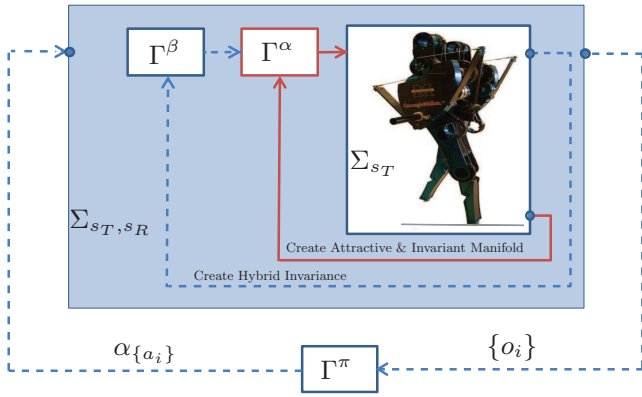 Γ^β
Γ^α
Σ_{s_T}
Σ_{s_T, s_R}
Create Attractive & Invariant Manifold
Create Hybrid Invariance
α_{\{a_i\}}
{o_i}
Γ^π